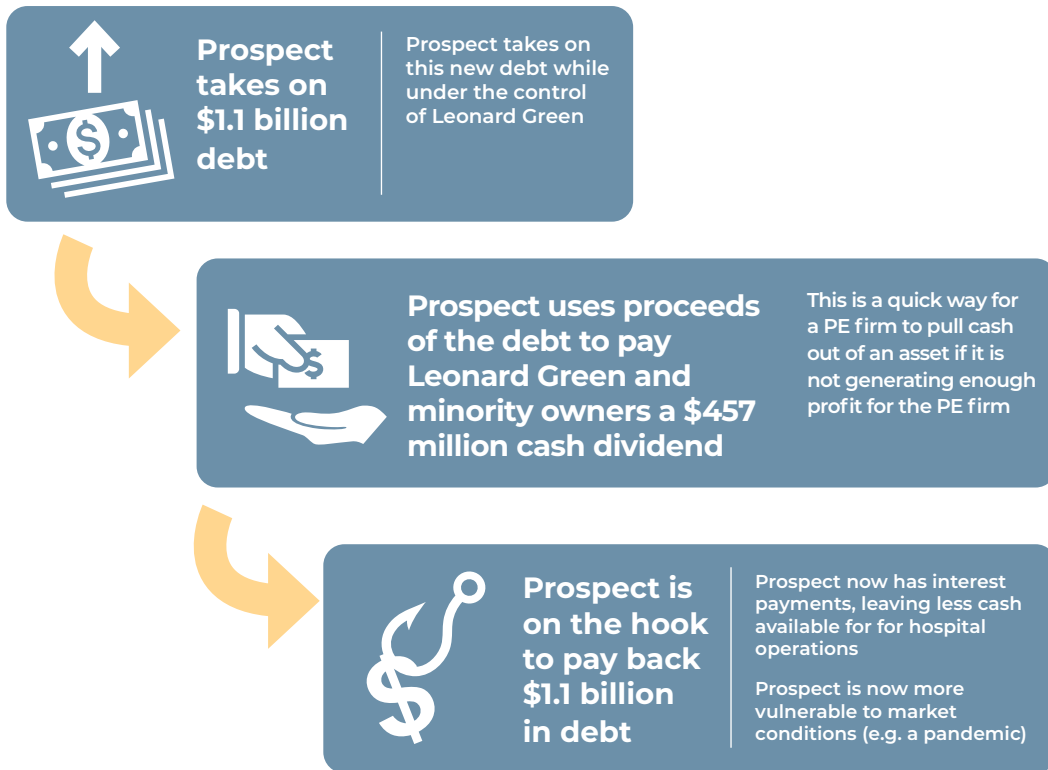 Prospect
takes on
$1.1 billion
debt
Prospect takes on
this new debt while
under the control
of Leonard Green
$
Prospect uses proceeds
of the debt to pay
Leonard Green and
minority owners a $457
million cash dividend
This is a quick way for
a PE firm to pull cash
out of an asset if it is
not generating enough
profit for the PE firm
$
Prospect is
on the hook
to pay back
$1.1 billion
in debt
Prospect now has interest
payments, leaving less cash
available for for hospital
operations
Prospect is now more
vulnerable to market
conditions (e.g. a pandemic)
$